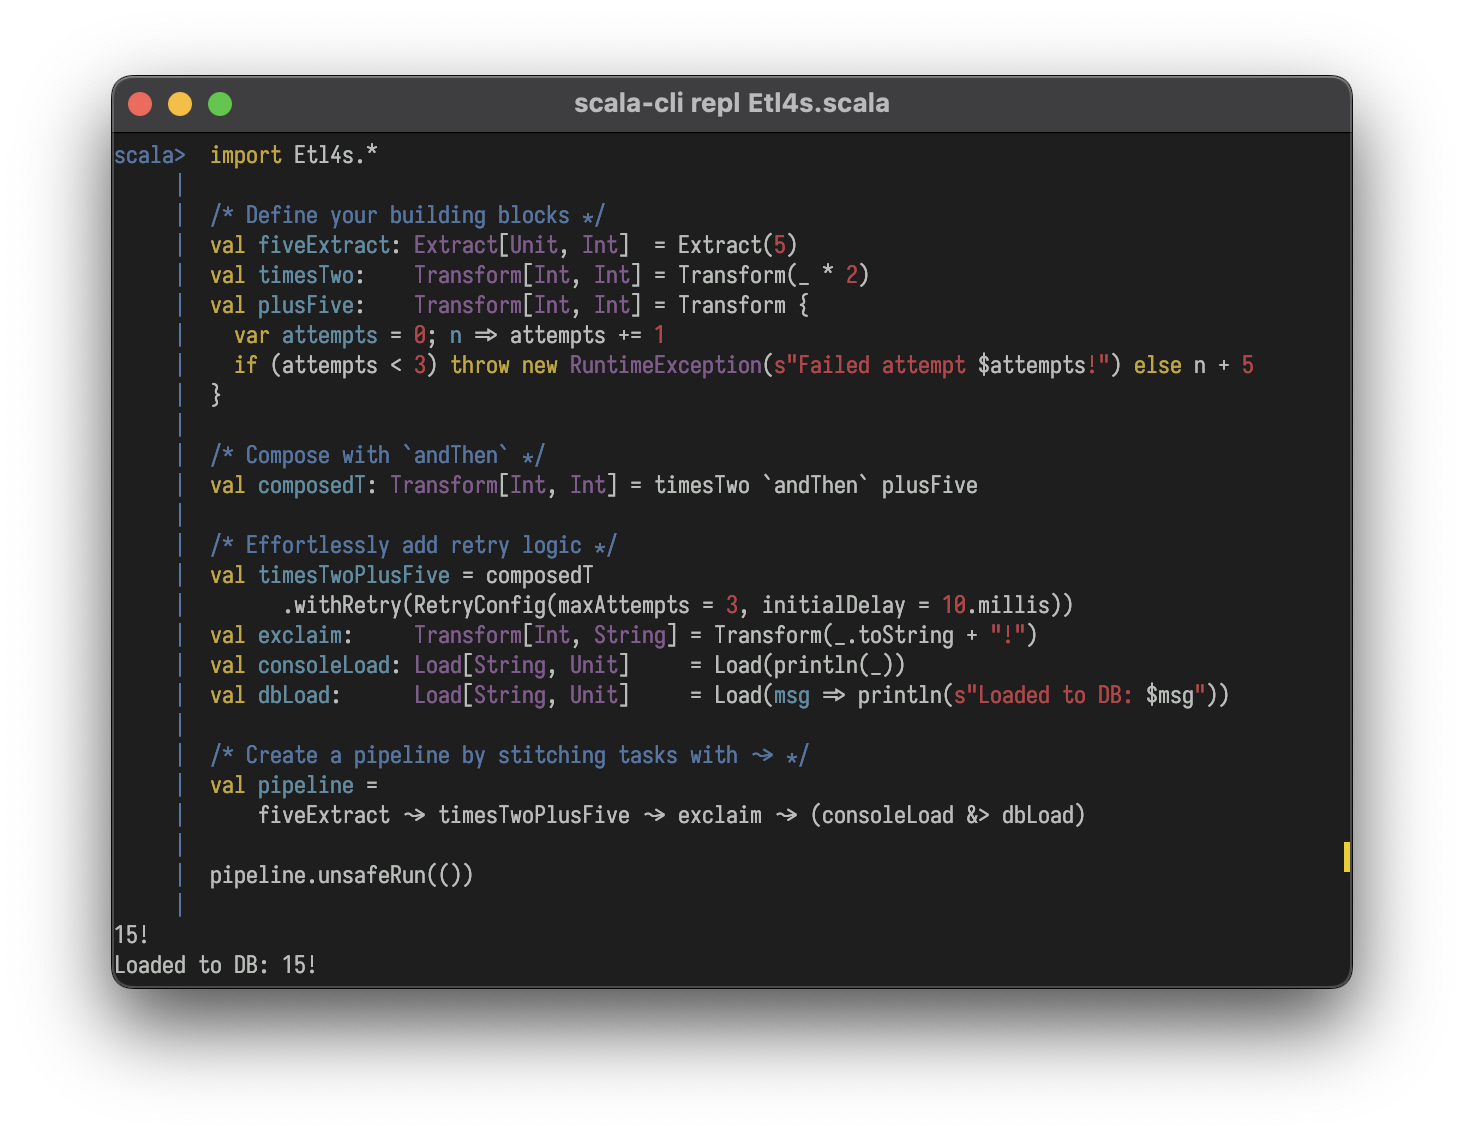 scala-cli repl Etl4s.scala
scala> import Etl4s.*
|
| /* Define your building blocks */
| val fiveExtract: Extract[Unit, Int]  = Extract(5)
| val timesTwo:    Transform[Int, Int] = Transform(_ * 2)
| val plusFive:    Transform[Int, Int] = Transform {
|   var attempts = 0; n => attempts += 1
|   if (attempts < 3) throw new RuntimeException(s"Failed attempt $attempts!") else n + 5
| }
|
| /* Compose with `andThen` */
| val composedT: Transform[Int, Int] = timesTwo `andThen` plusFive
|
| /* Effortlessly add retry logic */
| val timesTwoPlusFive = composedT
|       .withRetry(RetryConfig(maxAttempts = 3, initialDelay = 10.millis))
| val exclaim:     Transform[Int, String] = Transform(_.toString + "!")
| val consoleLoad: Load[String, Unit]     = Load(println(_))
| val dbLoad:      Load[String, Unit]     = Load(msg => println(s"Loaded to DB: $msg"))
|
| /* Create a pipeline by stitching tasks with ~> */
| val pipeline =
|     fiveExtract ~> timesTwoPlusFive ~> exclaim ~> (consoleLoad &> dbLoad)
|
| pipeline.unsafeRun(())
|
15!
Loaded to DB: 15!